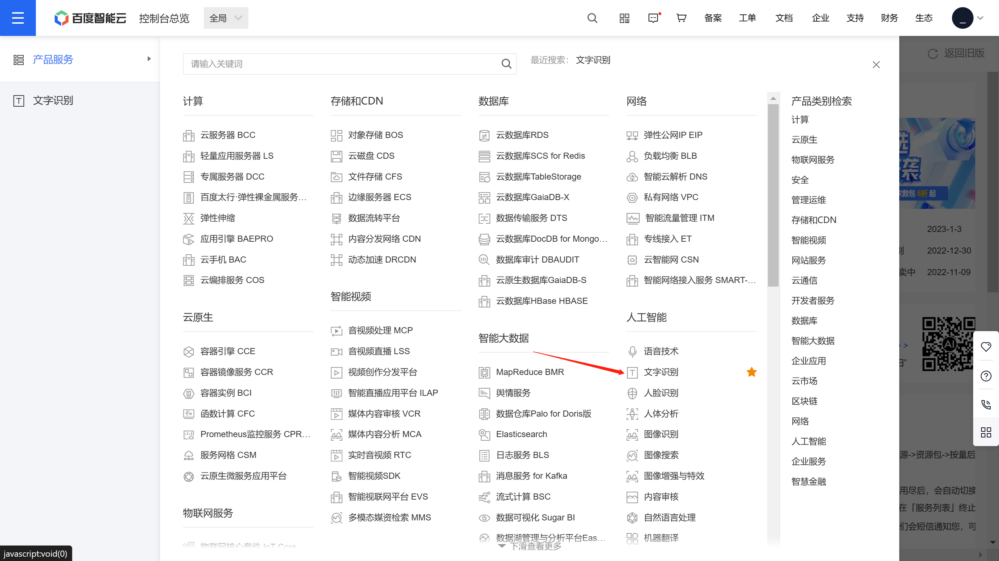 百度智能云
控制台总览
全局
备案
工单
文档
企业
支持
财务
生态
产品服务
文字识别
请输入关键词
最近搜索： 文字识别
返回旧版
计算
云服务器 BCC
轻量应用服务器 LS
专属服务器 DCC
百度太行·弹性裸金属服务…
弹性伸缩
应用引擎 BAEPRO
云手机 BAC
云编排服务 COS
云原生
容器引擎 CCE
容器镜像服务 CCR
容器实例 BCI
函数计算 CFC
Prometheus监控服务 CPR…
服务网格 CSM
云原生微服务应用平台
物联网服务
物联网核心套件 IoT Core
存储和CDN
对象存储 BOS
云磁盘 CDS
文件存储 CFS
边缘服务器 ECS
数据流转平台
内容分发网络 CDN
动态加速 DRCDN
智能视频
音视频处理 MCP
音视频直播 LSS
视频创作分发平台
智能直播应用平台 ILAP
媒体内容审核 VCR
媒体内容分析 MCA
实时音视频 RTC
智能视频SDK
智能视联网平台 EVS
多模态媒资检索 MMS
数据库
云数据库RDS
云数据库SCS for Redis
云数据库TableStorage
云数据库GaiaDB-X
数据传输服务 DTS
云数据库DocDB for Mongo…
数据库审计 DBAUDIT
云原生数据库GaiaDB-S
云数据库HBase HBASE
智能大数据
MapReduce BMR
舆情服务
数据仓库Palo for Doris版
Elasticsearch
日志服务 BLS
消息服务 for Kafka
流式计算 BSC
数据可视化 Sugar BI
数据湖管理与分析平台Eas…
下滑查看更多
网络
弹性公网IP EIP
负载均衡 BLB
智能云解析 DNS
私有网络 VPC
智能流量管理 ITM
专线接入 ET
云智能网 CSN
智能网络接入服务 SMART-…
人工智能
语音技术
文字识别
人脸识别
人体分析
图像识别
图像搜索
图像增强与特效
内容审核
自然语言处理
机器翻译
产品类别检索
计算
云原生
物联网服务
安全
管理运维
存储和CDN
智能视频
网站服务
云通信
开发者服务
数据库
智能大数据
企业应用
云市场
区块链
网络
人工智能
企业服务
智慧金融
次数包 6折 起
2023-1-3
别 2022-12-30
卖中 2022-11-09
AI
源->资源包->按量后
用尽后，会自动切换
在「服务列表」终止
们会短信通知您，可
javascript:void(0)